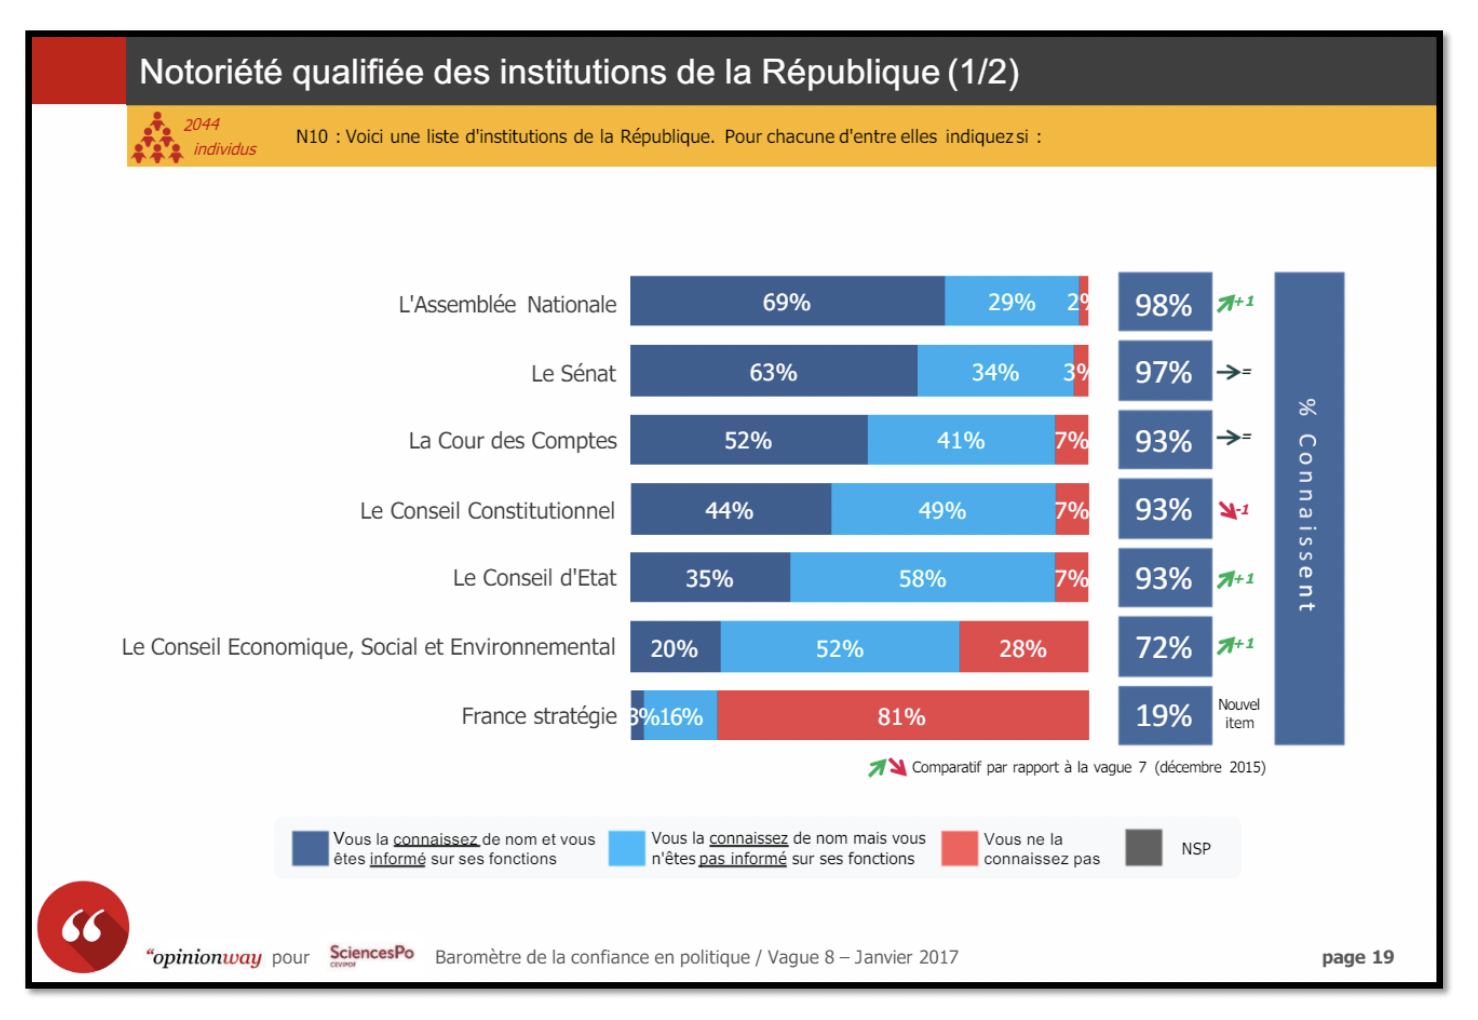 Notoriété qualifiée des institutions de la République (1/2)
2044
individus
N10 : Voici une liste d'institutions de la République. Pour chacune d'entre elles indiquez si :
L'Assemblée Nationale 69% 29% 2% 98% +1
Le Sénat 63% 34% 3% 97% =
La Cour des Comptes 52% 41% 7% 93% =
Le Conseil Constitutionnel 44% 49% 7% 93% -1
Le Conseil d'Etat 35% 58% 7% 93% +1
Le Conseil Economique, Social et Environnemental 20% 52% 28% 72% +1
France stratégie 3% 16% 81% 19% Nouvel
item
% Connaissent
Comparatif par rapport à la vague 7 (décembre 2015)
Vous la connaissez de nom et vous
êtes informé sur ses fonctions
Vous la connaissez de nom mais vous
n'êtes pas informé sur ses fonctions
Vous ne la
connaissez pas
NSP
“opinionway pour SciencesPo
CEVIPOF
Baromètre de la confiance en politique / Vague 8 – Janvier 2017
page 19